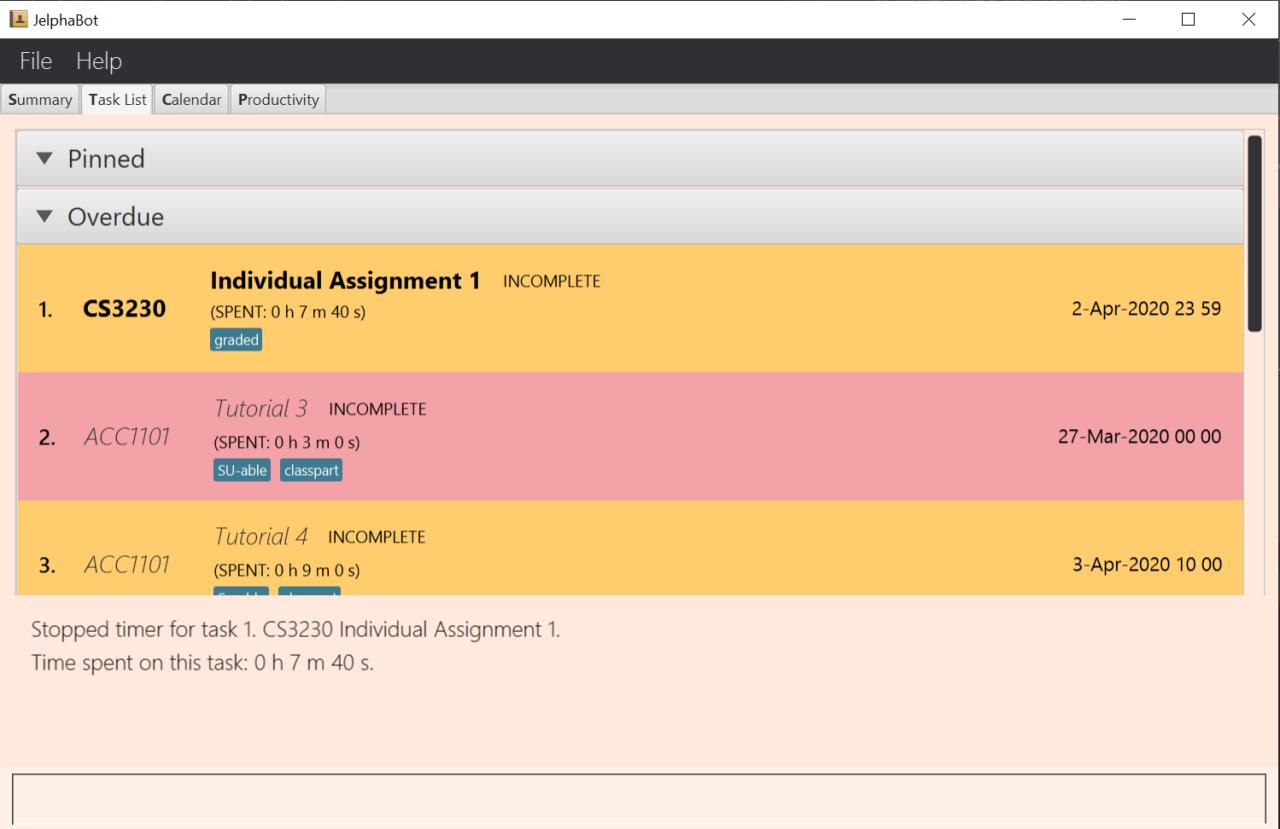 JelphaBot
File Help
Summary Task List Calendar Productivity
Pinned
Overdue
Individual Assignment 1 INCOMPLETE
1. CS3230 (SPENT: 0 h 7 m 40 s) 2-Apr-2020 23 59
graded
Tutorial 3 INCOMPLETE
2. ACC1101 (SPENT: 0 h 3 m 0 s) 27-Mar-2020 00 00
SU-able classpart
Tutorial 4 INCOMPLETE
3. ACC1101 (SPENT: 0 h 9 m 0 s) 3-Apr-2020 10 00
Stopped timer for task 1. CS3230 Individual Assignment 1.
Time spent on this task: 0 h 7 m 40 s.